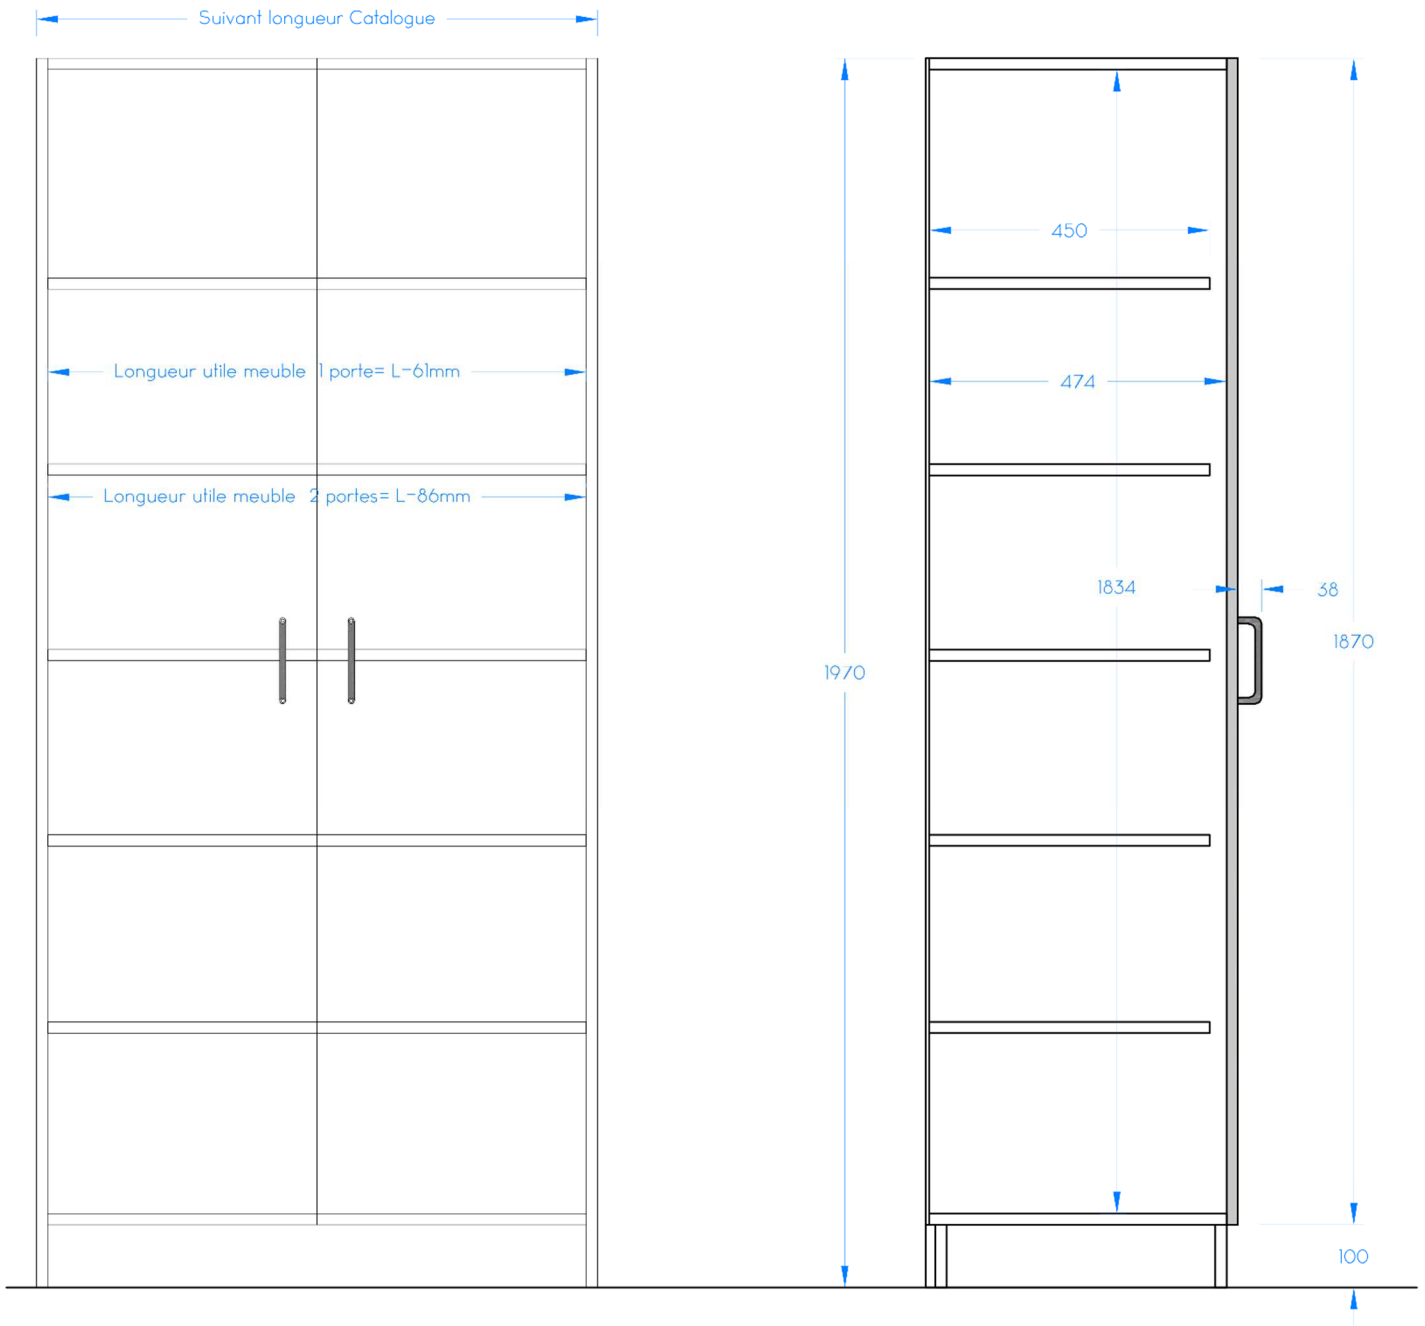 Suivant longueur Catalogue
450
Longueur utile meuble 1 porte= L-61mm
474
Longueur utile meuble 2 portes= L-86mm
1834
38
1870
1970
100